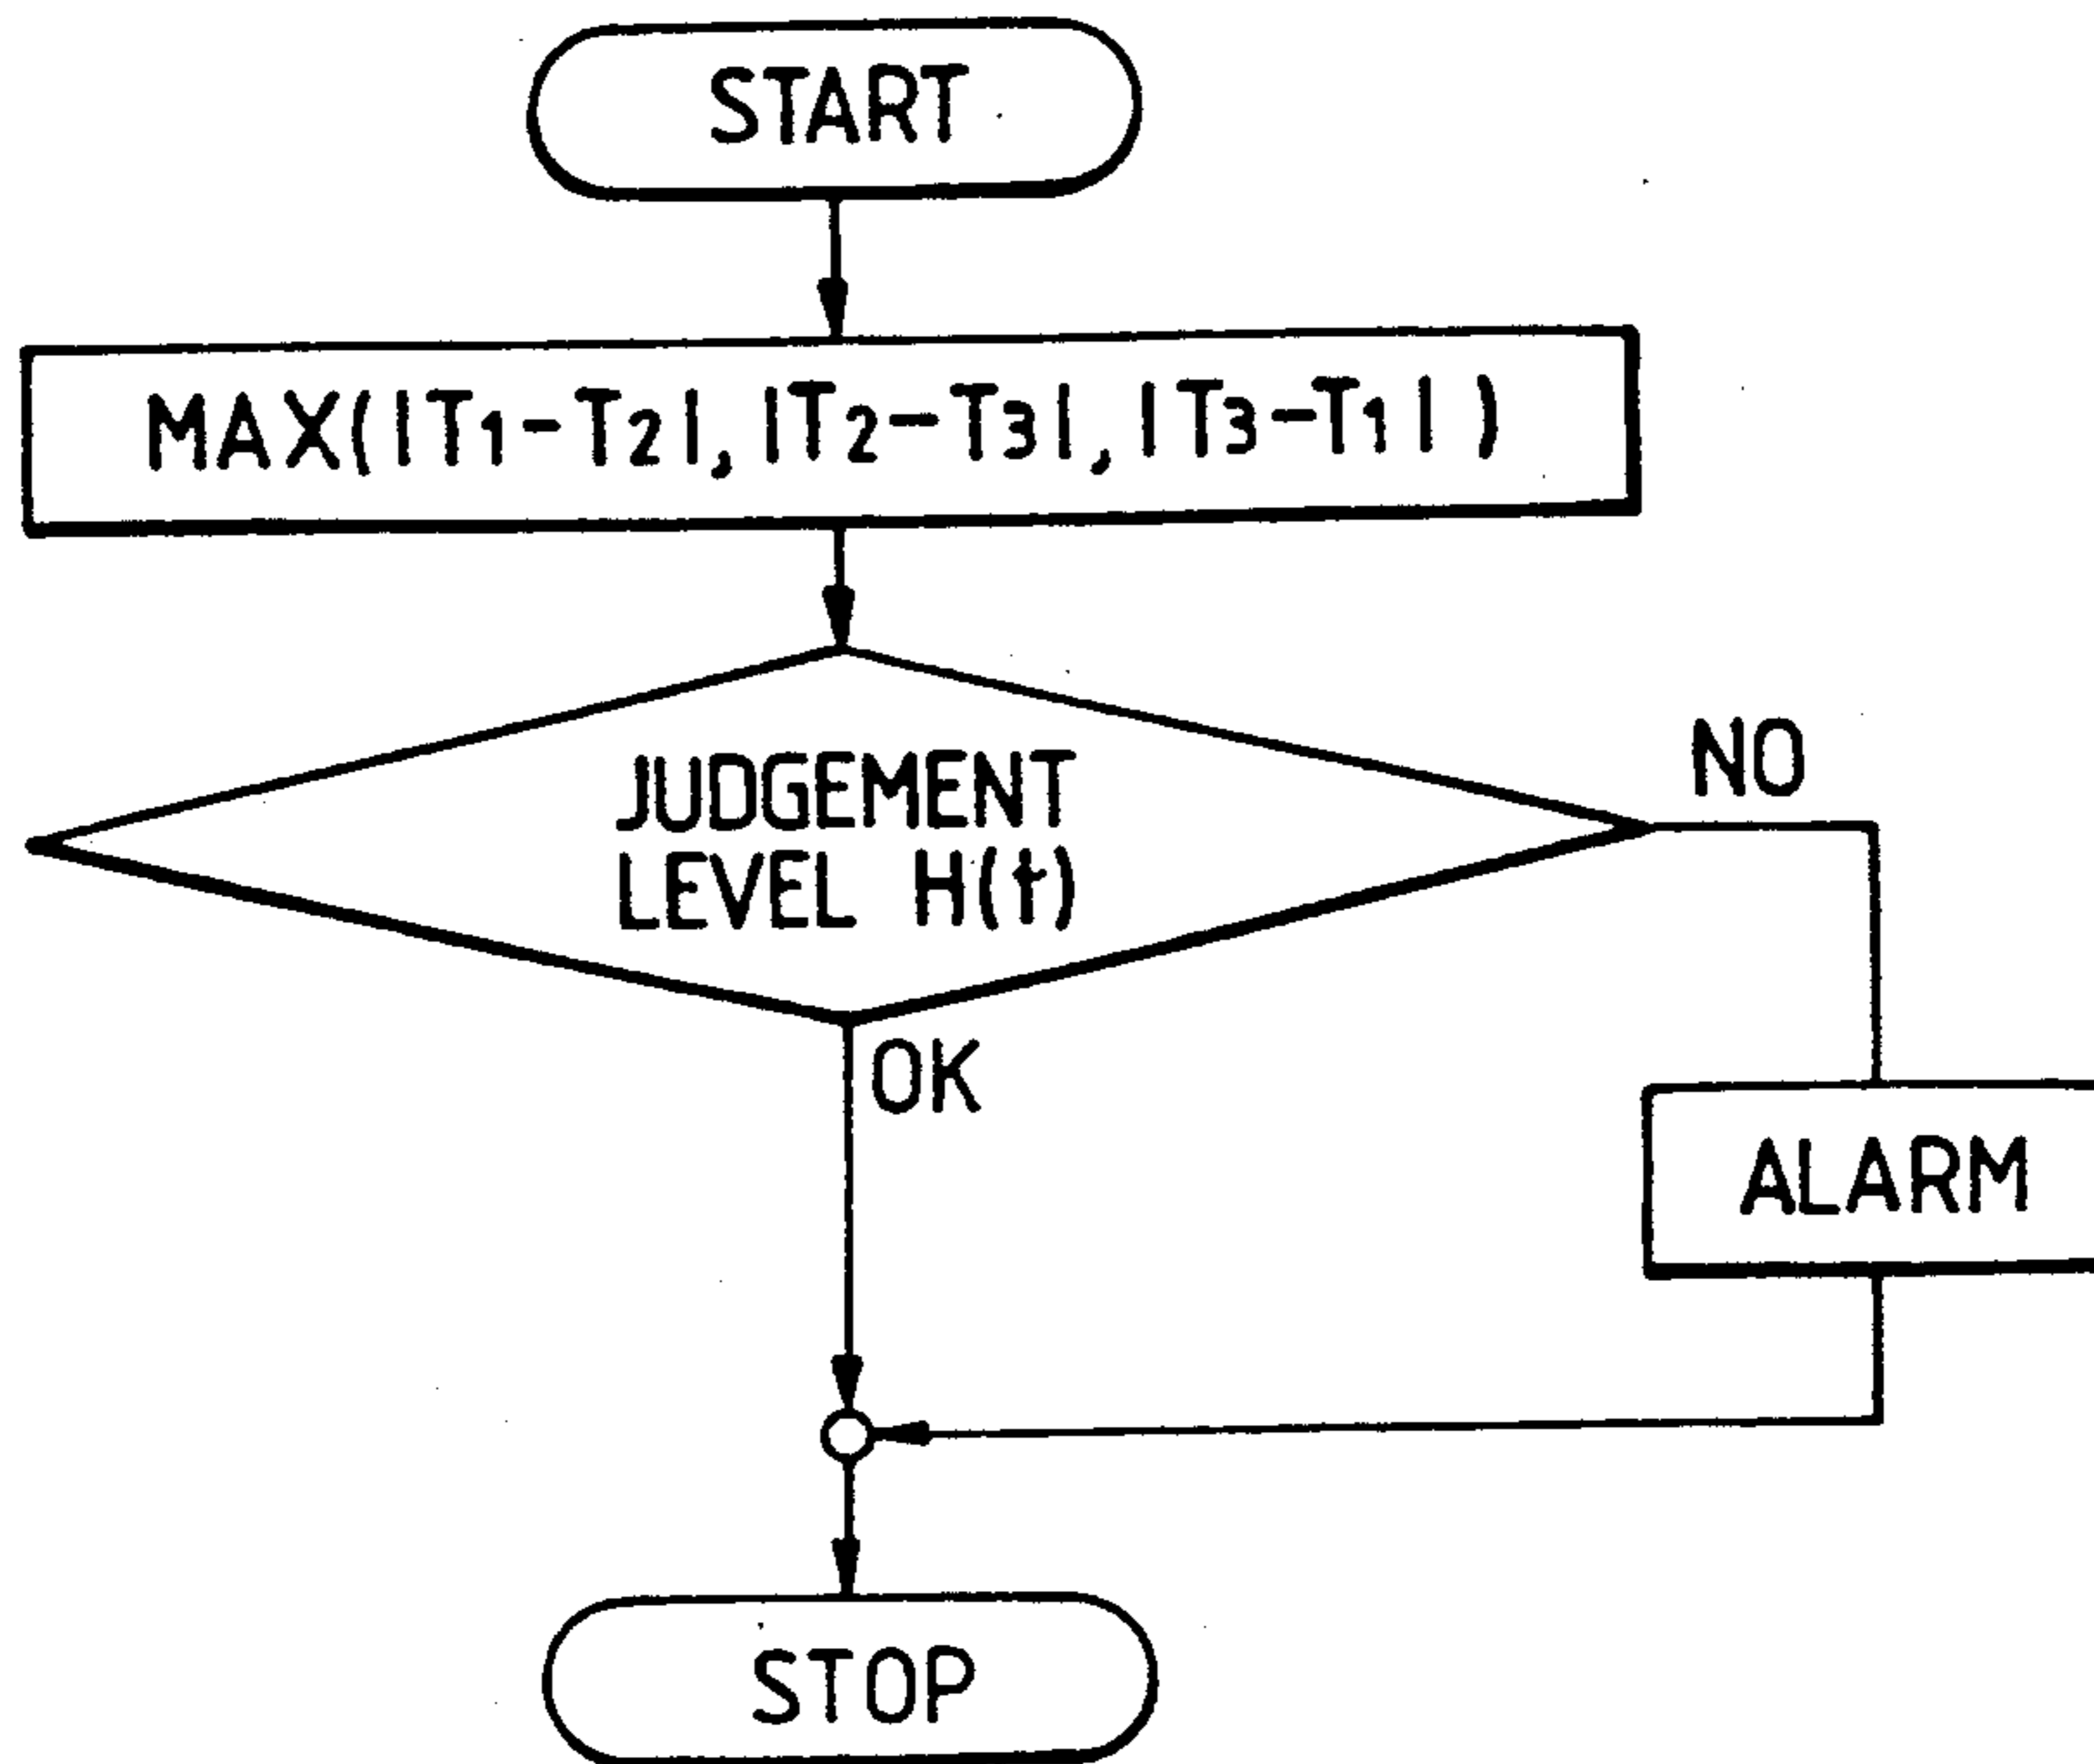 START
MAX(|T1-T2|, |T2-T3|, |T3-T1| )
JUDGEMENT
LEVEL H(t)
NO
OK
ALARM
STOP